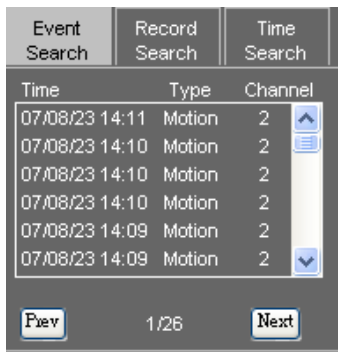 Event Search Record Search Time Search
Time Type Channel
07/08/23 14:11 Motion 2
07/08/23 14:10 Motion 2
07/08/23 14:10 Motion 2
07/08/23 14:10 Motion 2
07/08/23 14:09 Motion 2
07/08/23 14:09 Motion 2
Prev 1/26 Next